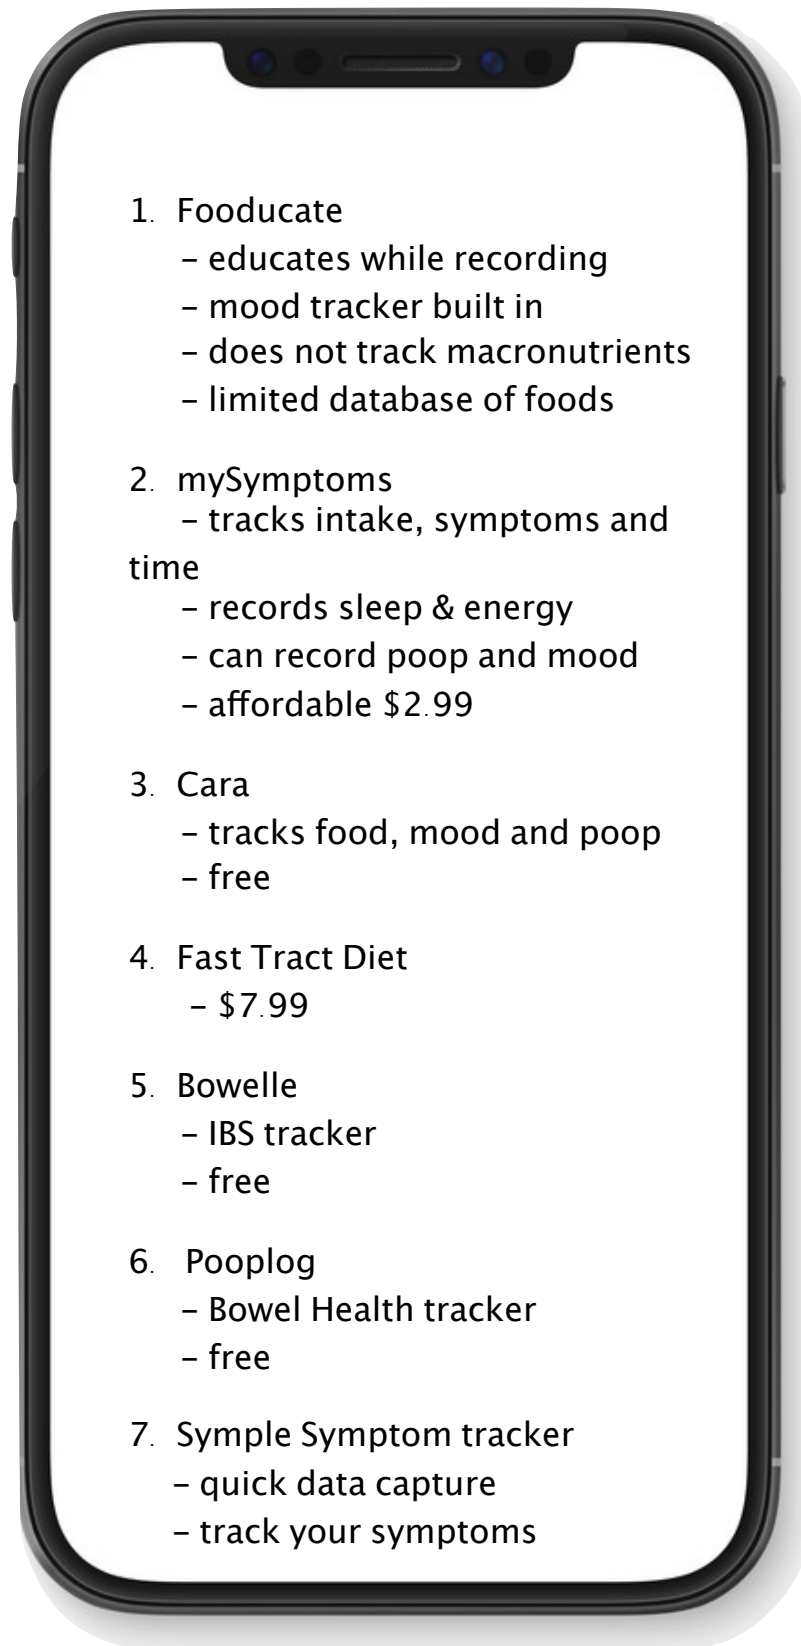 1. Fooducate
– educates while recording
– mood tracker built in
– does not track macronutrients
– limited database of foods
2. mySymptoms
– tracks intake, symptoms and
time
– records sleep & energy
– can record poop and mood
– affordable $2.99
3. Cara
– tracks food, mood and poop
– free
4. Fast Tract Diet
– $7.99
5. Bowelle
– IBS tracker
– free
6. Pooplog
– Bowel Health tracker
– free
7. Symple Symptom tracker
– quick data capture
– track your symptoms